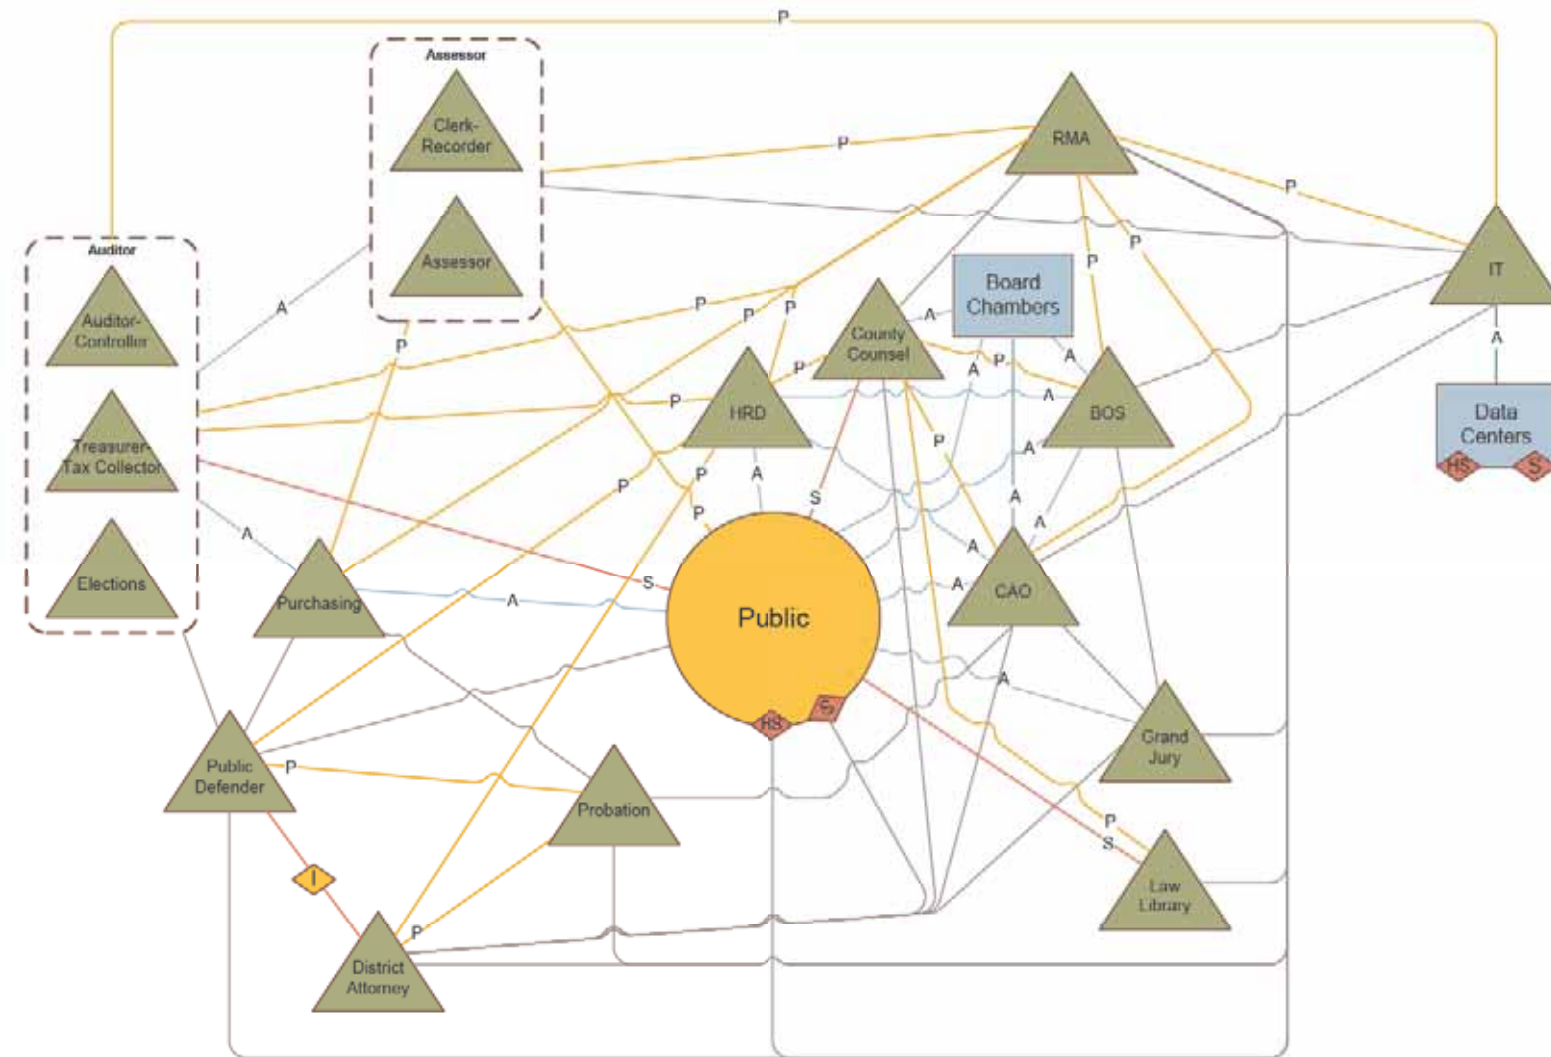 P
Assessor
Clerk-
Recorder
RMA
P
P
Assessor
Auditor
P
IT
P
Auditor-
Controller
A
Board
Chambers
P
P
P
A
County
Counsel
P
A
A
A
P
P
A
Data
Centers
HS
S
P
HRD
BOS
Treasurer-
Tax Collector
P
A
P
P
A
S
A
P
A
A
A
Elections
Purchasing
A
S
A
CAO
Public
A
HS
S
Grand
Jury
Public
Defender
P
Probation
P
S
I
Law
Library
P
District
Attorney